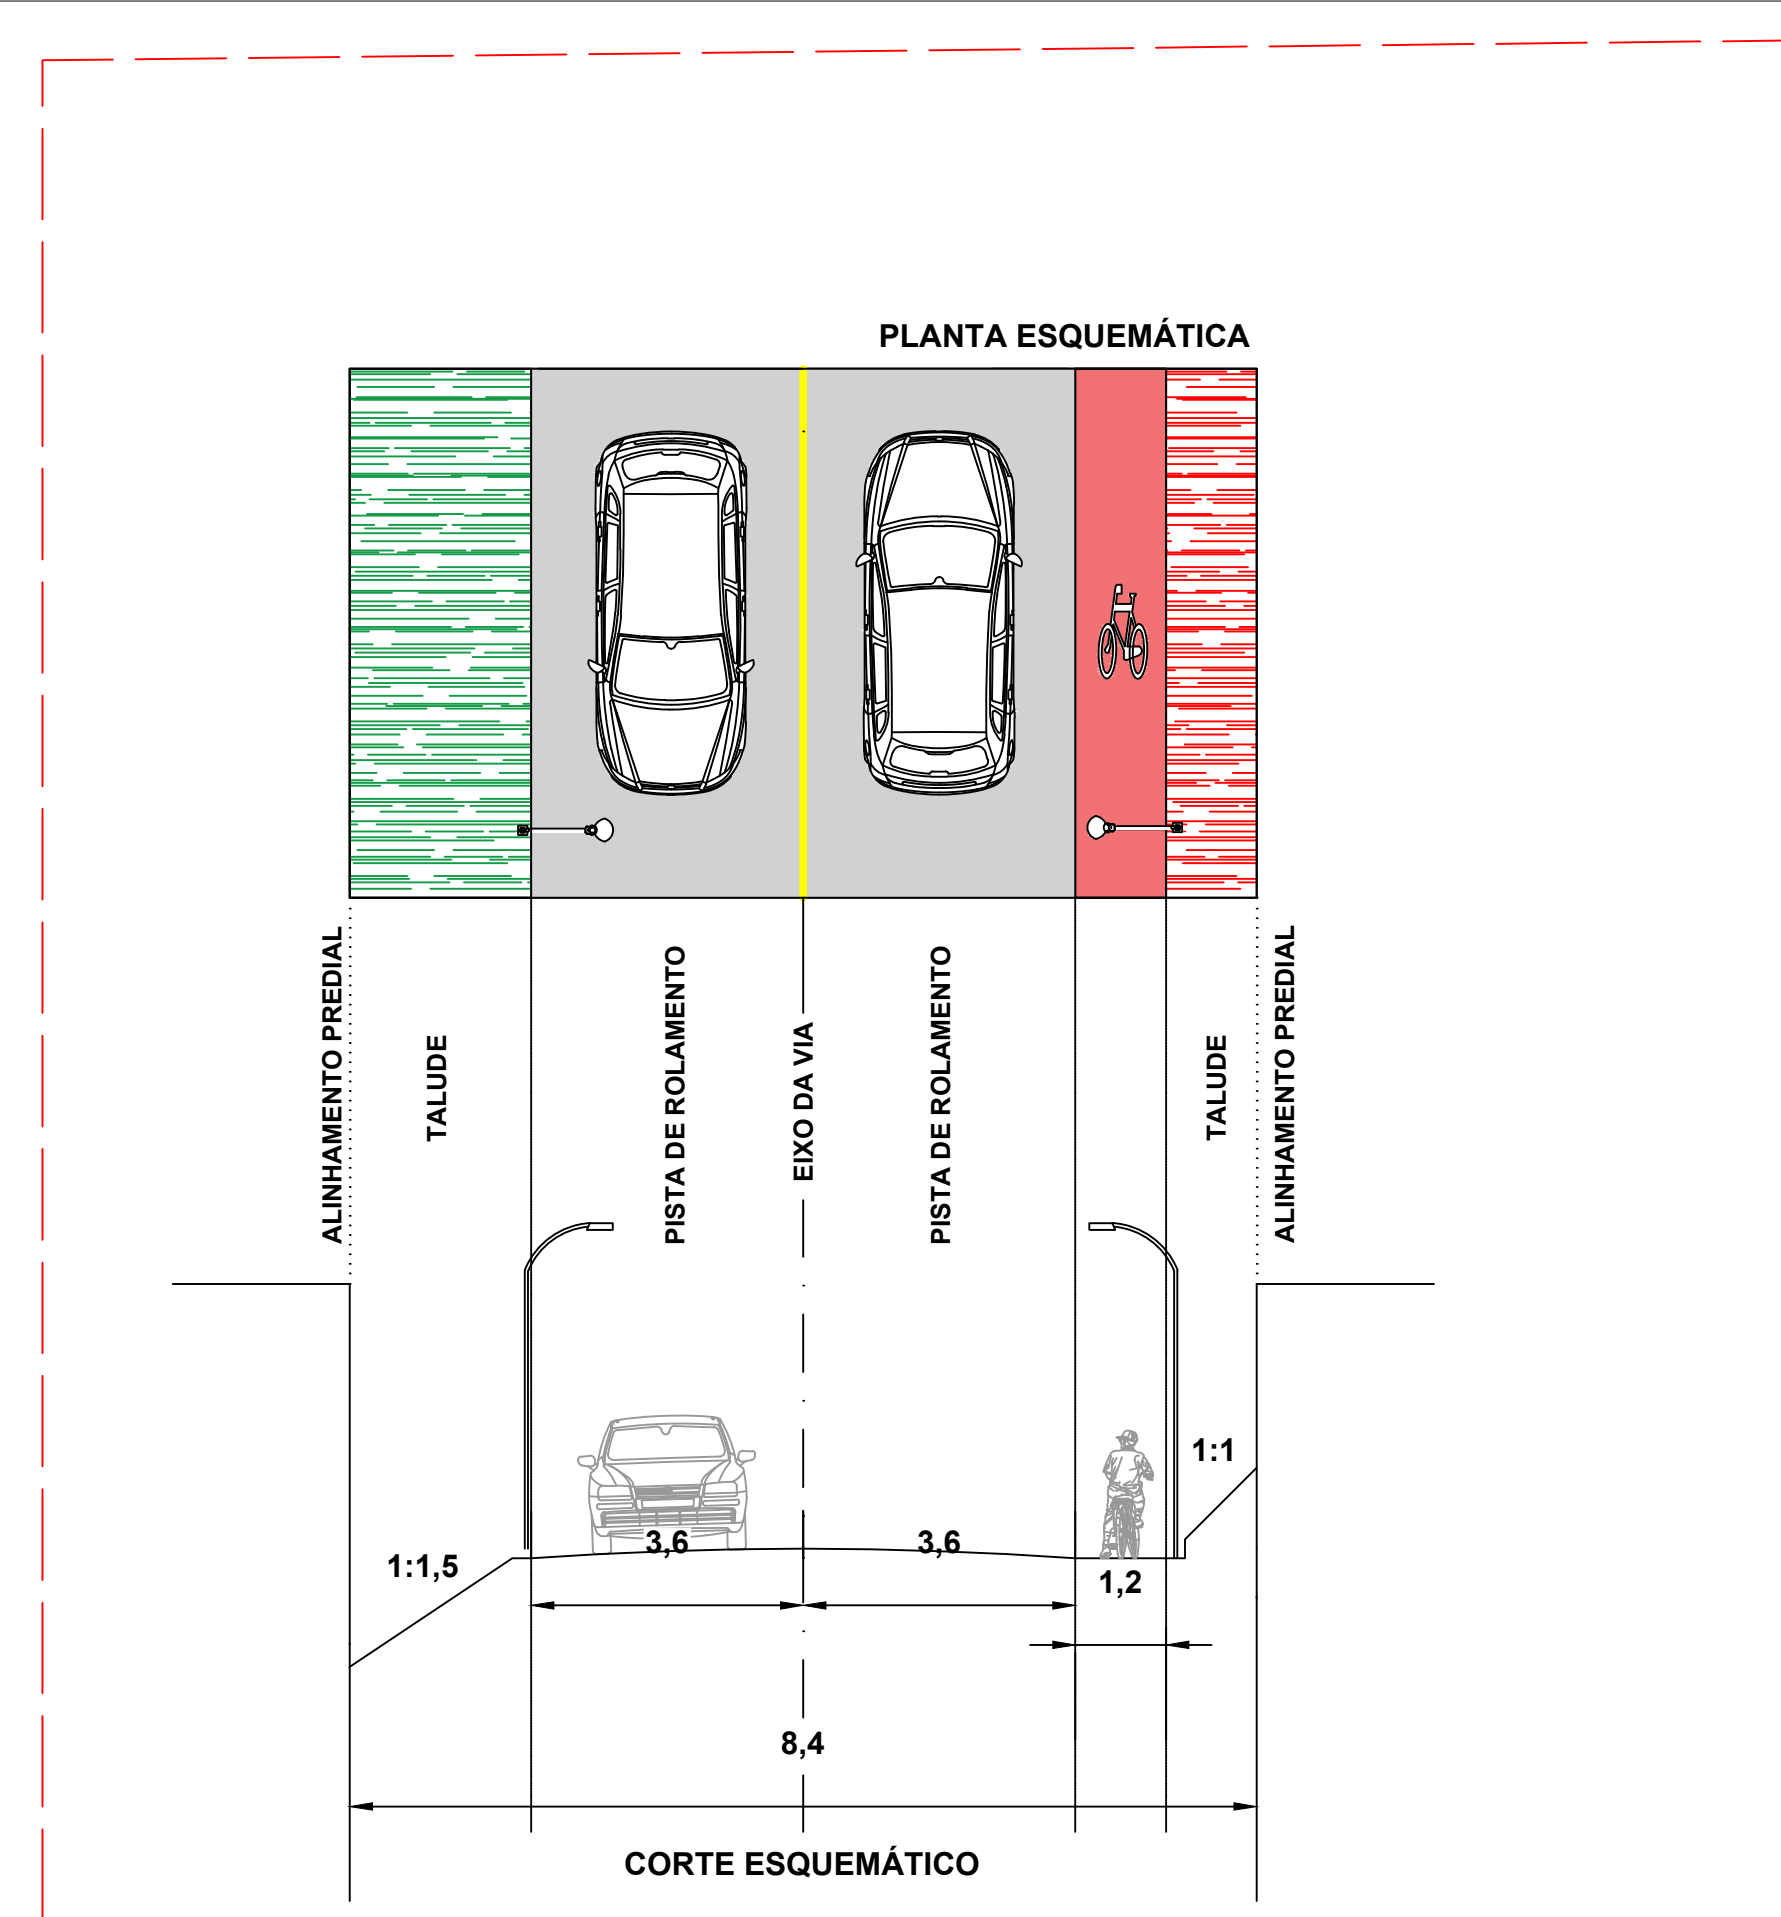 PLANTA ESQUEMÁTICA
ALINHAMENTO PREDIAL
TALUDE
PISTA DE ROLAMENTO
EIXO DA VIA
PISTA DE ROLAMENTO
TALUDE
ALINHAMENTO PREDIAL
1:1
3,6
3,6
1:1,5
1,2
8,4
CORTE ESQUEMÁTICO